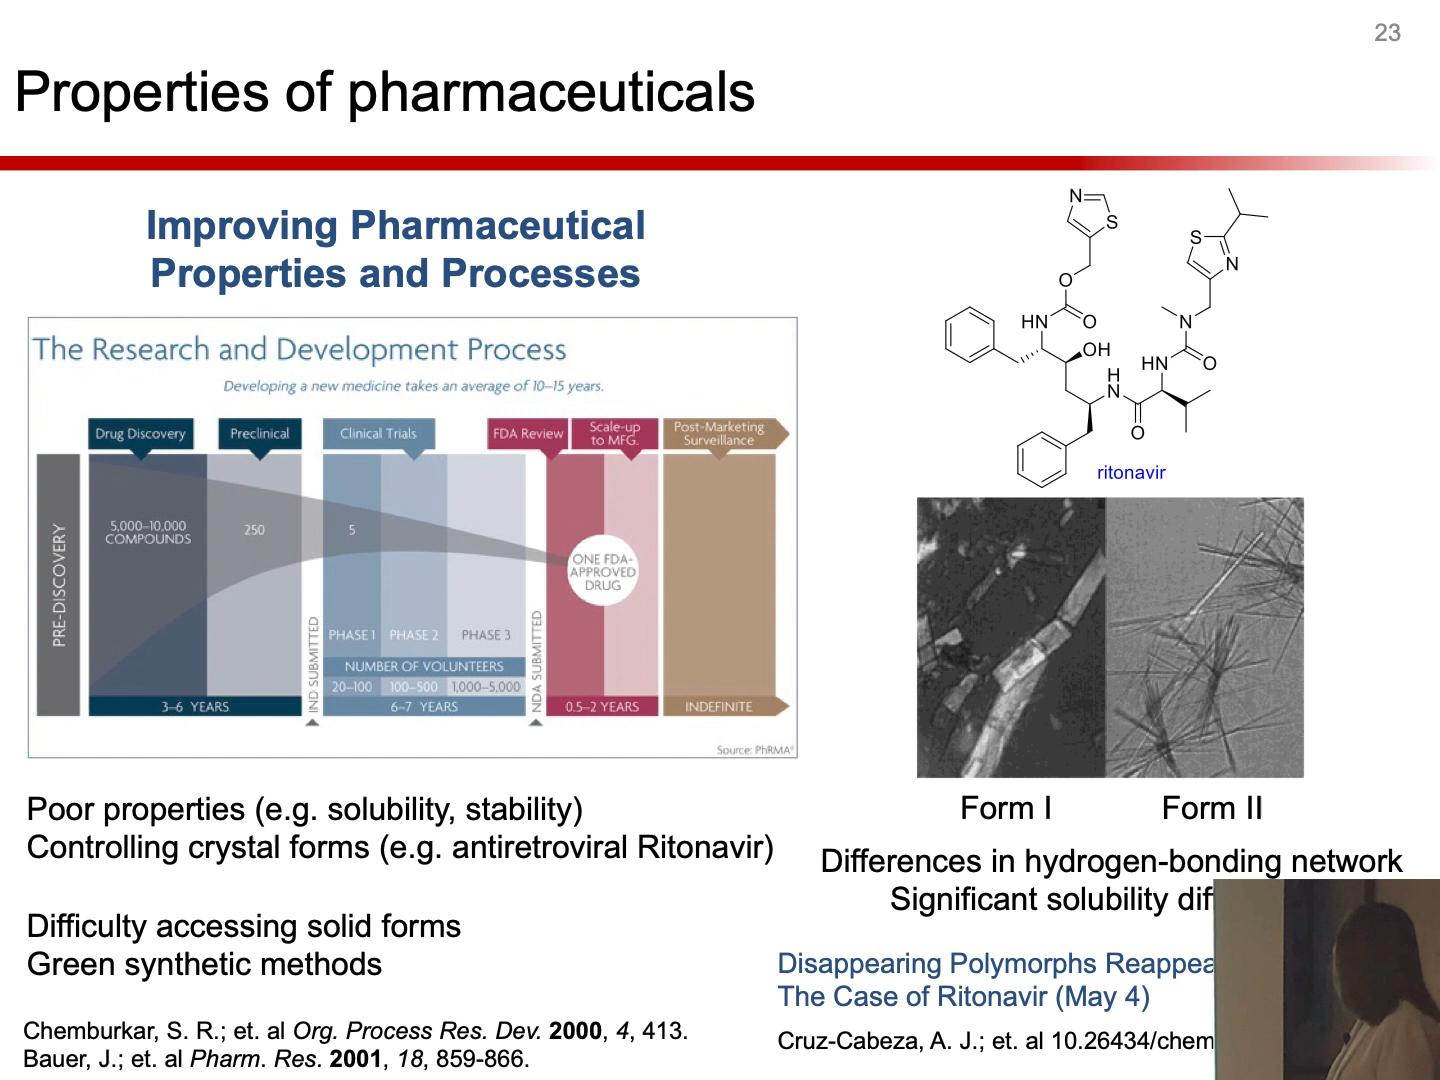 23
Properties of pharmaceuticals
Improving Pharmaceutical
Properties and Processes
The Research and Development Process
Developing a new medicine takes an average of 10–15 years.
Drug Discovery
Preclinical
Clinical Trials
FDA Review
Scale-up
to MFG.
Post-Marketing
Surveillance
PRE-DISCOVERY
5,000–10,000
COMPOUNDS
250
5
ONE FDA-
APPROVED
DRUG
IND SUBMITTED
PHASE 1
PHASE 2
PHASE 3
NUMBER OF VOLUNTEERS
20–100
100–500
1,000–5,000
NDA SUBMITTED
3–6 YEARS
6–7 YEARS
0.5–2 YEARS
INDEFINITE
Source: PhRMA
Poor properties (e.g. solubility, stability)
Controlling crystal forms (e.g. antiretroviral Ritonavir)
Difficulty accessing solid forms
Green synthetic methods
Chemburkar, S. R.; et. al Org. Process Res. Dev. 2000, 4, 413.
Bauer, J.; et. al Pharm. Res. 2001, 18, 859-866.
N
S
S
N
O
HN
O
N
OH
HN
O
H
N
O
ritonavir
Form I
Form II
Differences in hydrogen-bonding network
Significant solubility dif
Disappearing Polymorphs Reappea
The Case of Ritonavir (May 4)
Cruz-Cabeza, A. J.; et. al 10.26434/chem